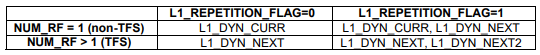 L1_REPETITION_FLAG=0 L1_REPETITION_FLAG=1
NUM_RF = 1 (non-TFS) L1_DYN_CURR L1_DYN_CURR, L1_DYN_NEXT
NUM_RF > 1 (TFS) L1_DYN_NEXT L1_DYN_NEXT, L1_DYN_NEXT2